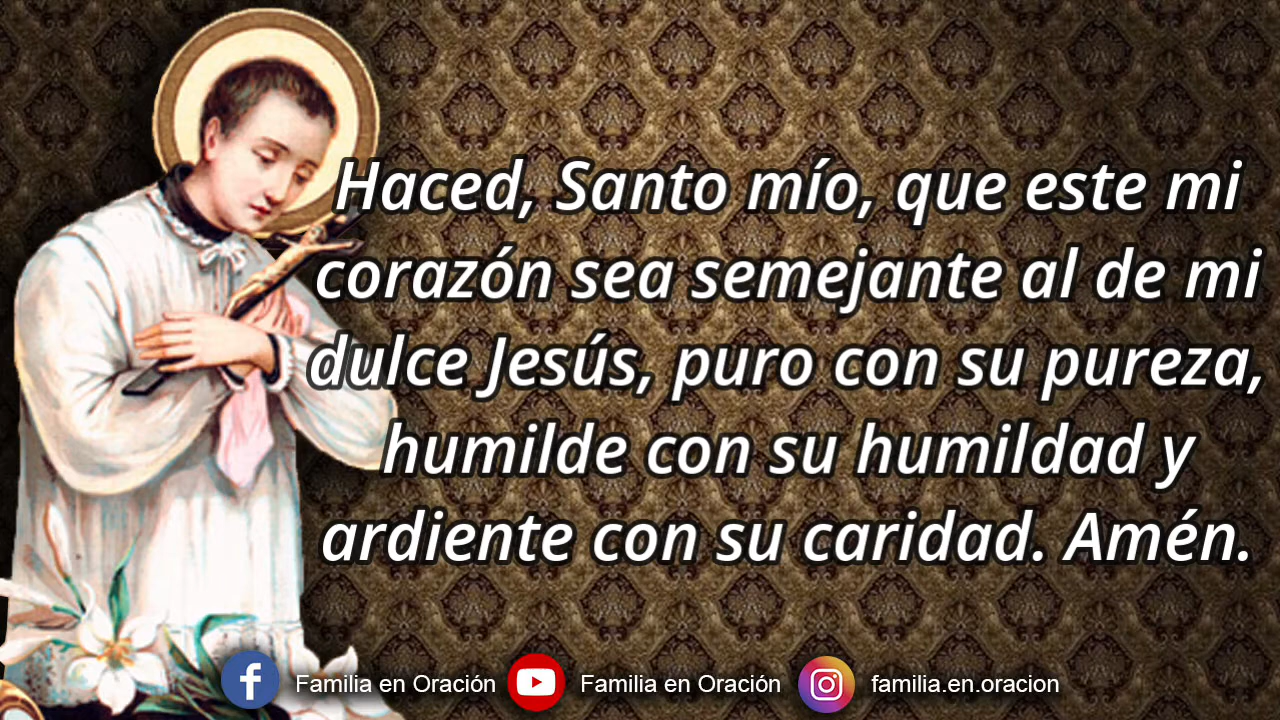 Haced, Santo mío, que este mi
corazón sea semejante al de mi
dulce Jesús, puro con su pureza,
humilde con su humildad y
ardiente con su caridad. Amén.
Familia en Oración Familia en Oración familia.en.oracion